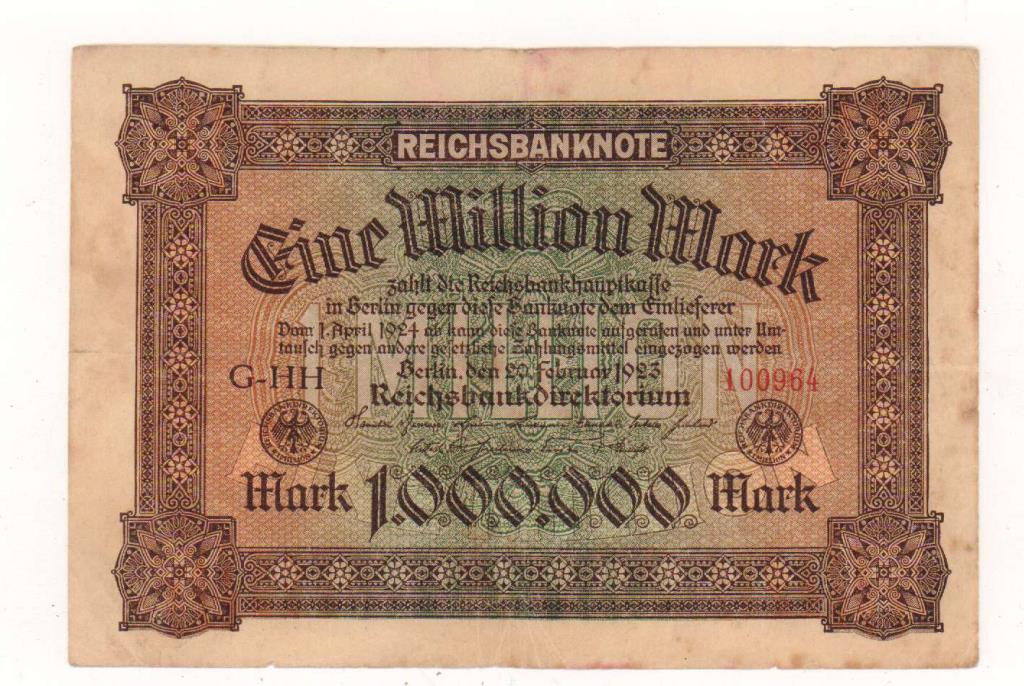 REICHSBANKNOTE
Eine Million Mark
zahlt die Reichsbankhauptkasse
in Berlin gegen diese Banknote dem Einlieferer
Vom 1. April 1924 ab kann diese Banknote aufgerufen und unter Um-
tausch gegen andere gesetzliche Zahlungsmittel eingezogen werden
Berlin, den 20. Februar 1923
G-HH 100964
Reichsbankdirektorium
Mark 1.000.000 Mark